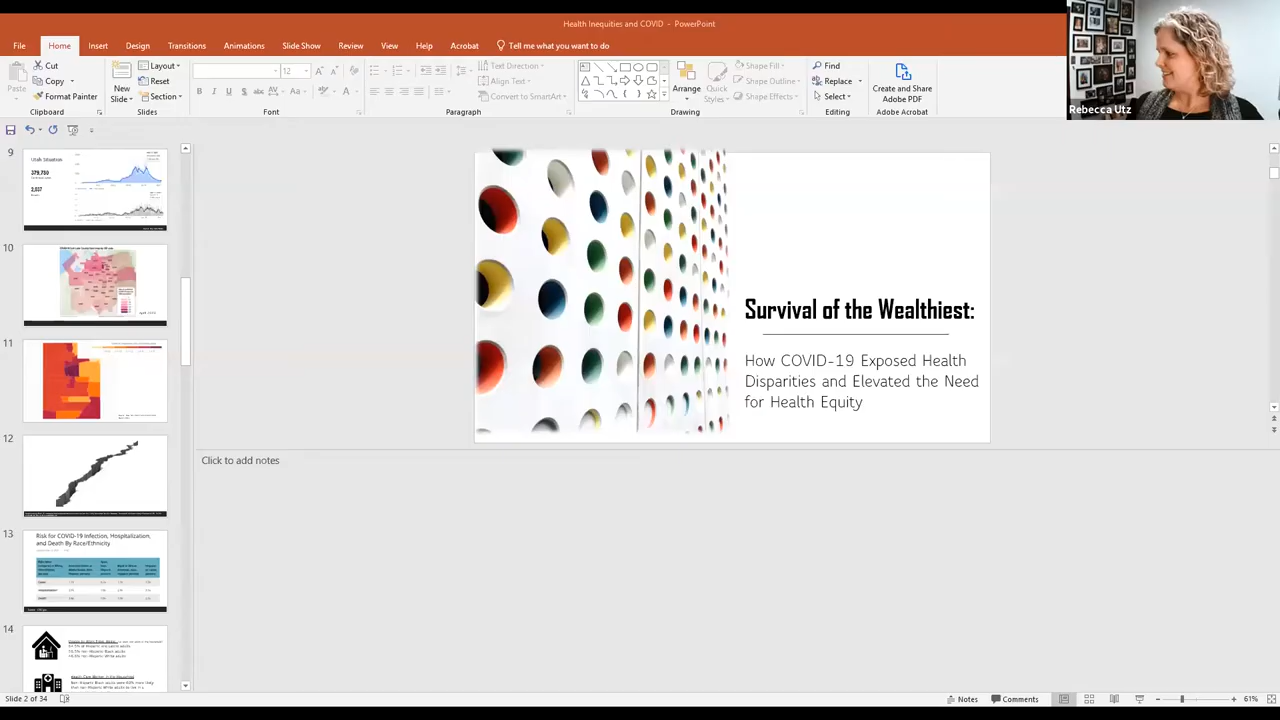 Health Inequities and COVID - PowerPoint
File Home Insert Design Transitions Animations Slide Show Review View Help Acrobat Tell me what you want to do
Cut
Copy
Format Painter
Paste
Clipboard
New
Slide
Layout
Reset
Section
Slides
12
Font
Text Direction
Align Text
Convert to SmartArt
Paragraph
Arrange
Quick
Styles
Shape Fill
Shape Outline
Shape Effects
Drawing
Find
Replace
Select
Editing
Create and Share
Adobe PDF
Adobe Acrobat
Rebecca Utz
9
Utah Situation
379,730
2,037
10
11
12
13
Risk for COVID-19 Infection, Hospitalization,
and Death By Race/Ethnicity
14
Survival of the Wealthiest:
How COVID-19 Exposed Health
Disparities and Elevated the Need
for Health Equity
Click to add notes
Slide 2 of 34
Notes
Comments
61%